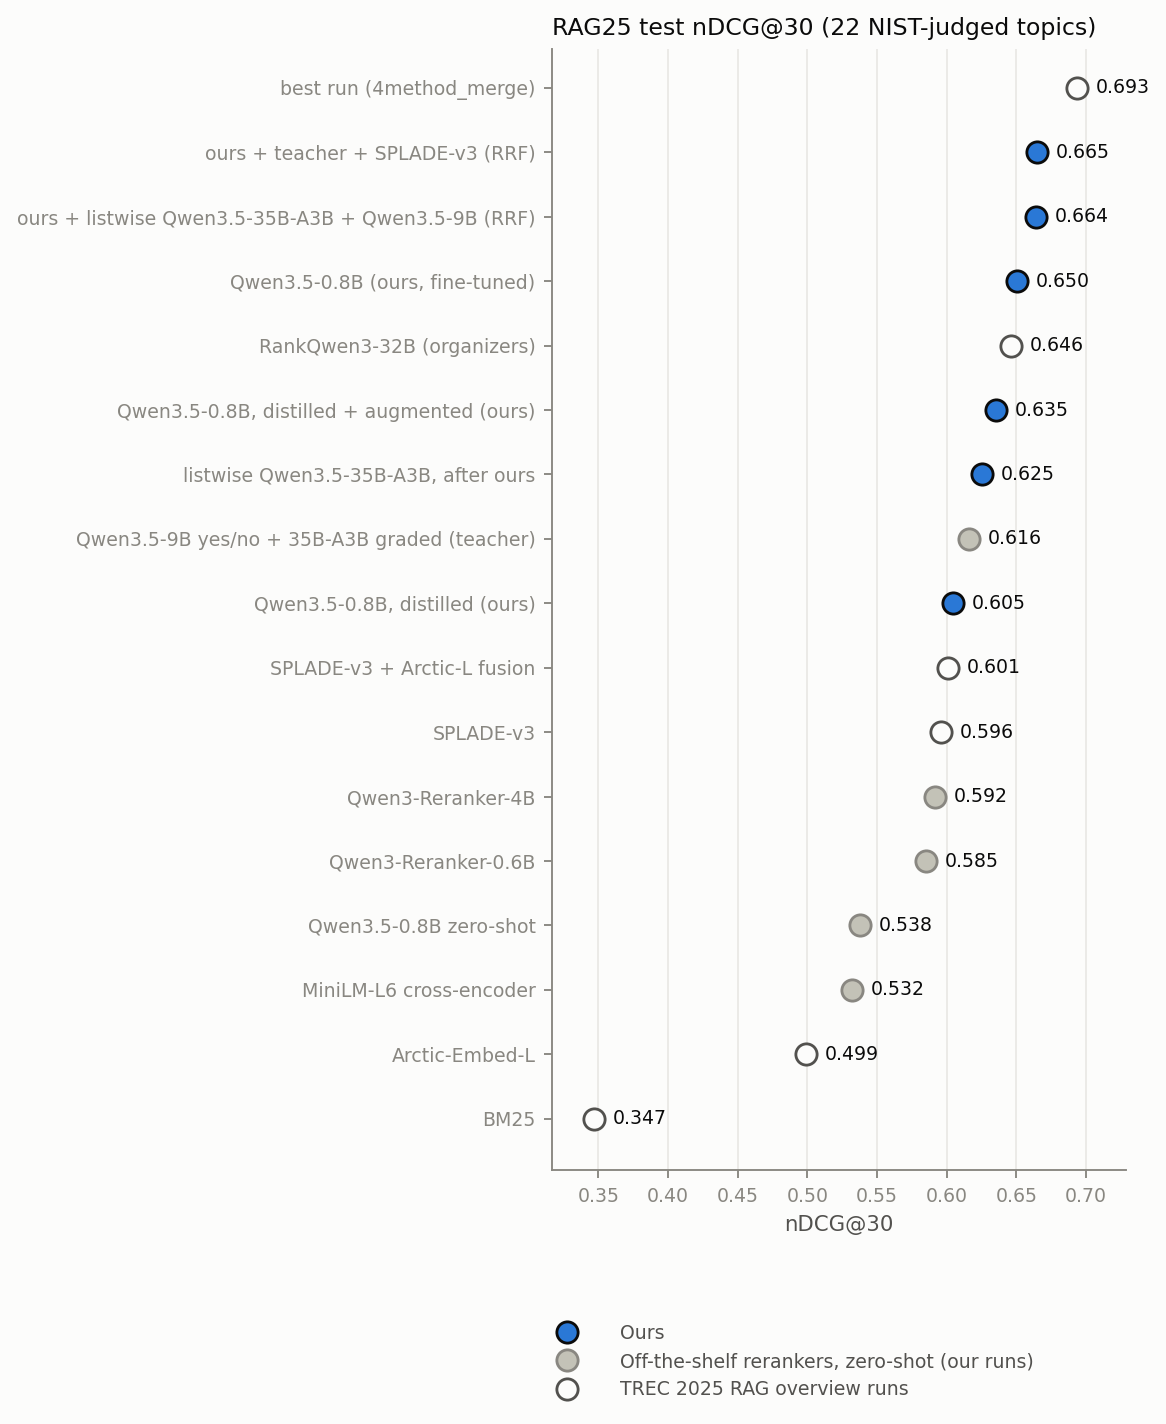 RAG25 test nDCG@30 (22 NIST-judged topics)
best run (4method_merge) 0.693
ours + teacher + SPLADE-v3 (RRF) 0.665
ours + listwise Qwen3.5-35B-A3B + Qwen3.5-9B (RRF) 0.664
Qwen3.5-0.8B (ours, fine-tuned) 0.650
RankQwen3-32B (organizers) 0.646
Qwen3.5-0.8B, distilled + augmented (ours) 0.635
listwise Qwen3.5-35B-A3B, after ours 0.625
Qwen3.5-9B yes/no + 35B-A3B graded (teacher) 0.616
Qwen3.5-0.8B, distilled (ours) 0.605
SPLADE-v3 + Arctic-L fusion 0.601
SPLADE-v3 0.596
Qwen3-Reranker-4B 0.592
Qwen3-Reranker-0.6B 0.585
Qwen3.5-0.8B zero-shot 0.538
MiniLM-L6 cross-encoder 0.532
Arctic-Embed-L 0.499
BM25 0.347
0.35 0.40 0.45 0.50 0.55 0.60 0.65 0.70
nDCG@30
Ours
Off-the-shelf rerankers, zero-shot (our runs)
TREC 2025 RAG overview runs